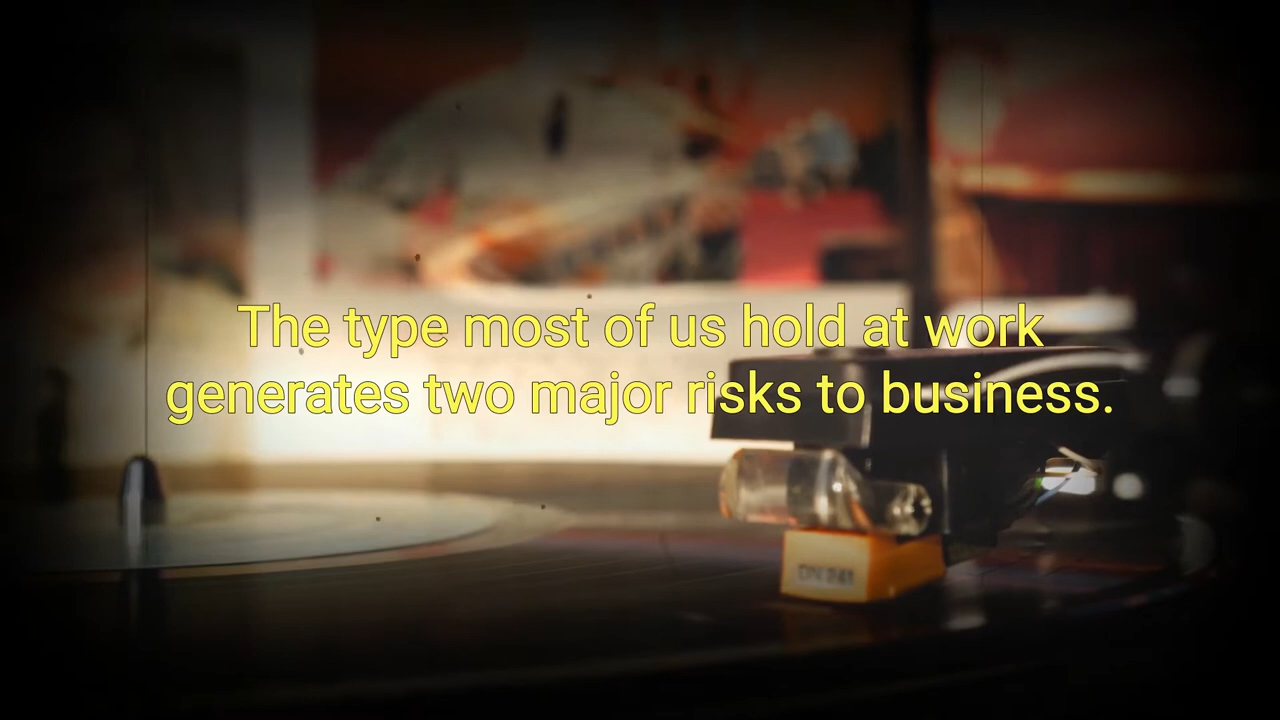 The type most of us hold at work
generates two major risks to business.